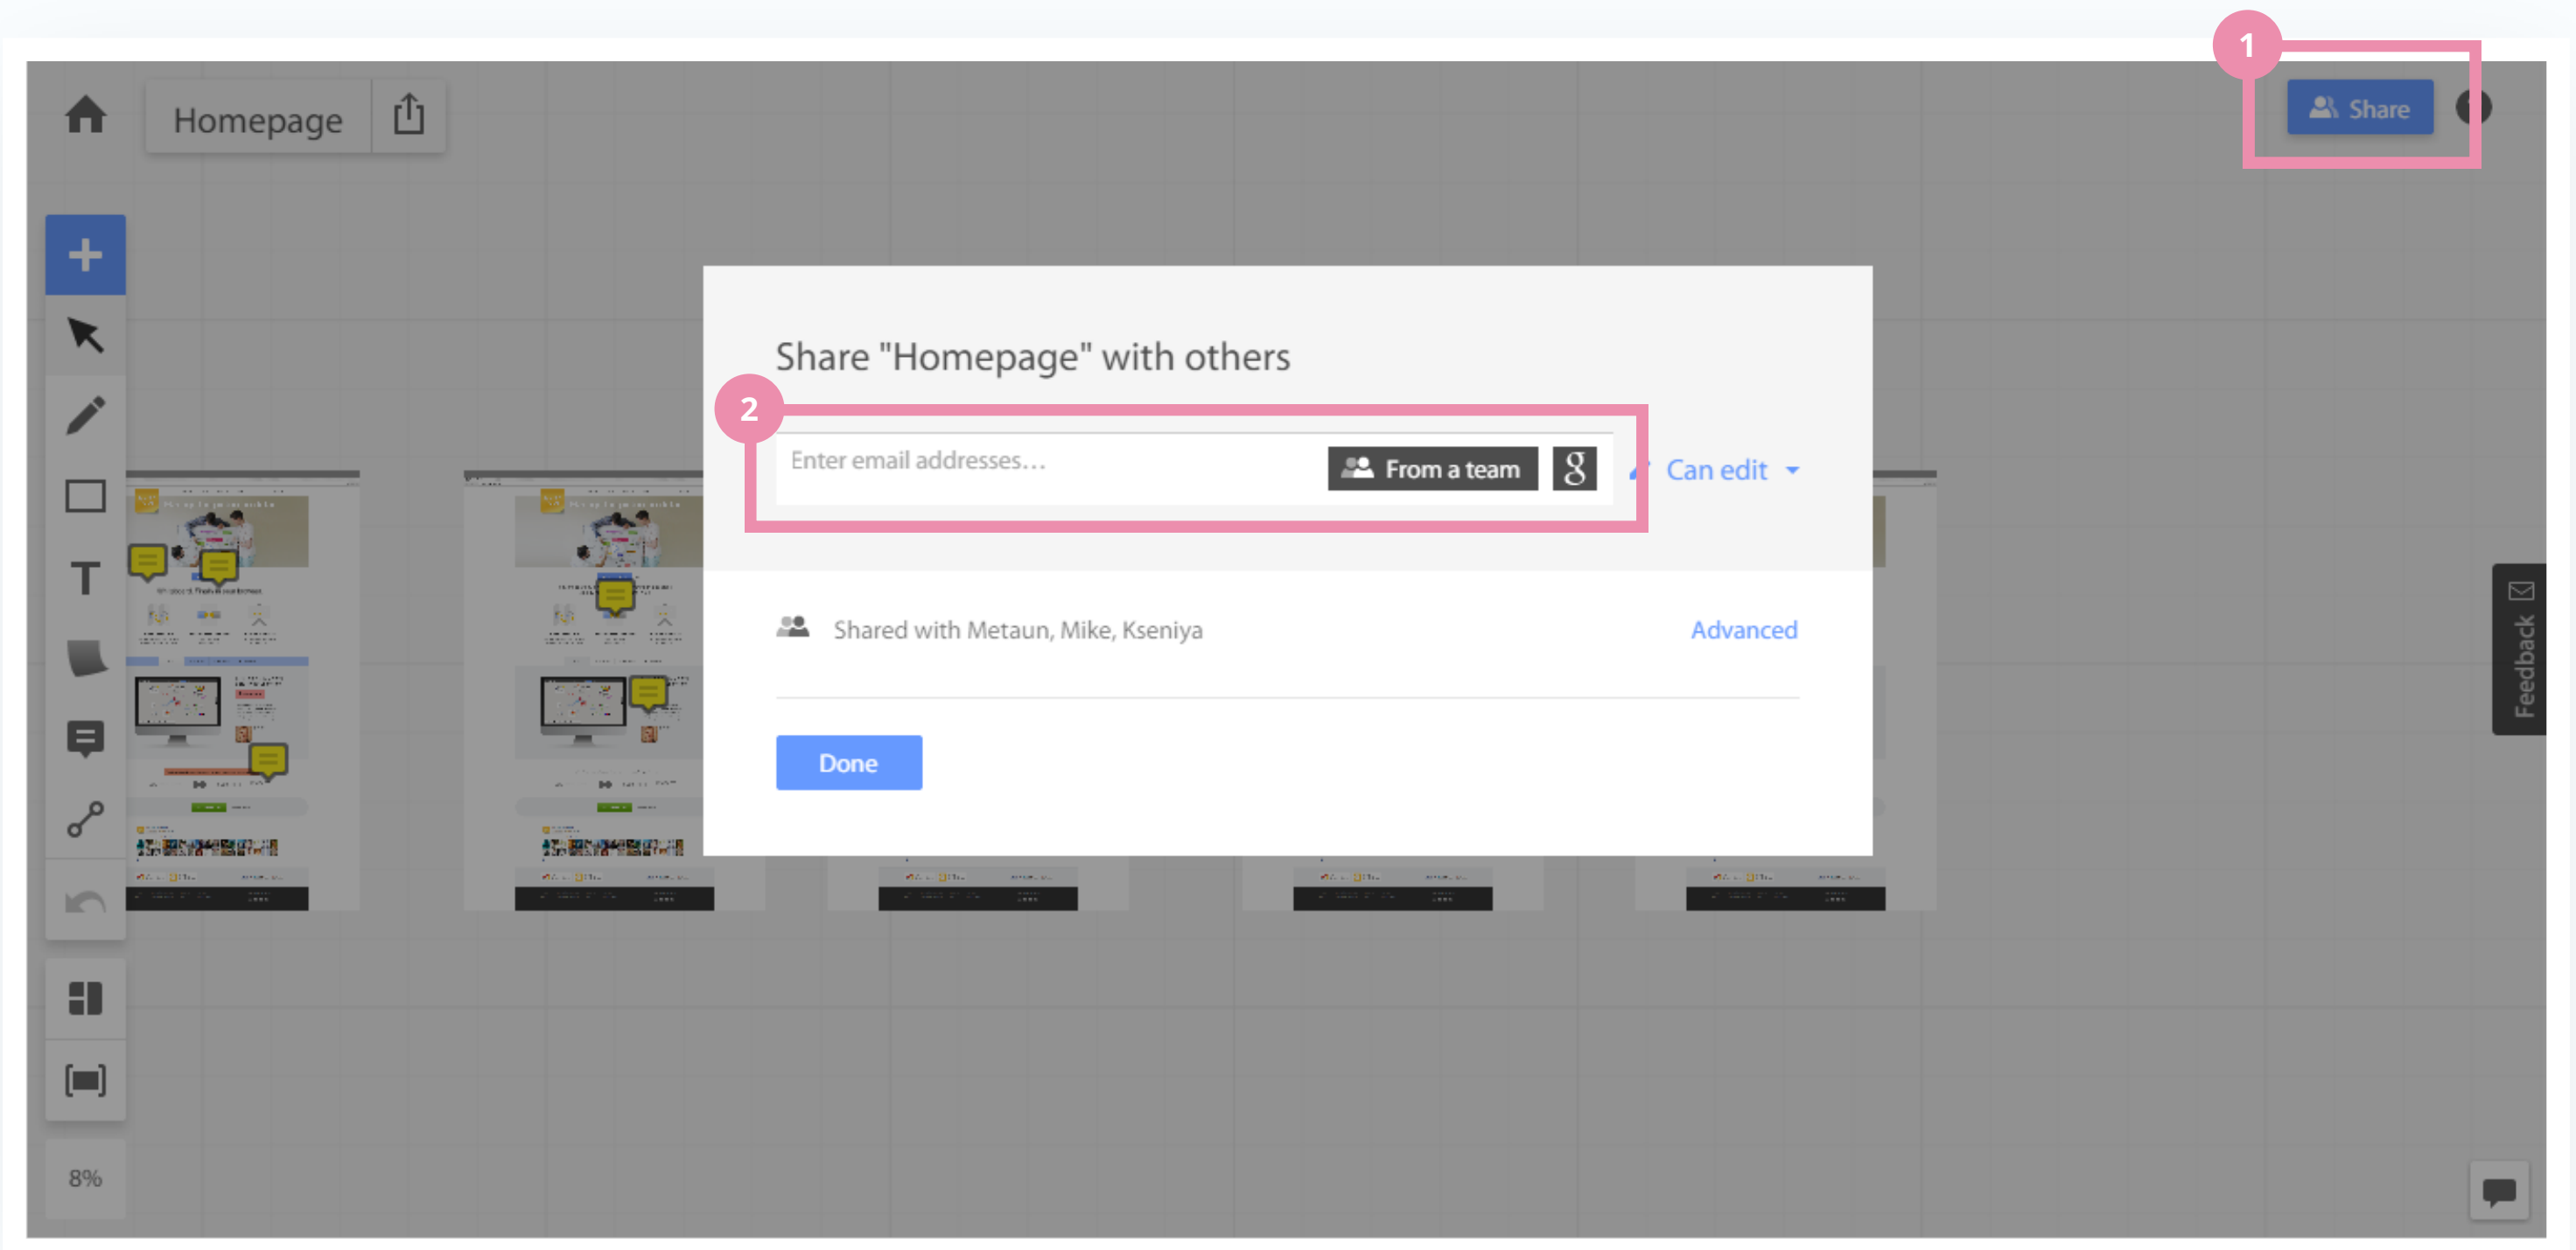 1
Homepage
Share
Share "Homepage" with others
2
Enter email addresses...
From a team
g
Can edit
Shared with Metaun, Mike, Kseniya
Advanced
Done
Feedback
T
8%